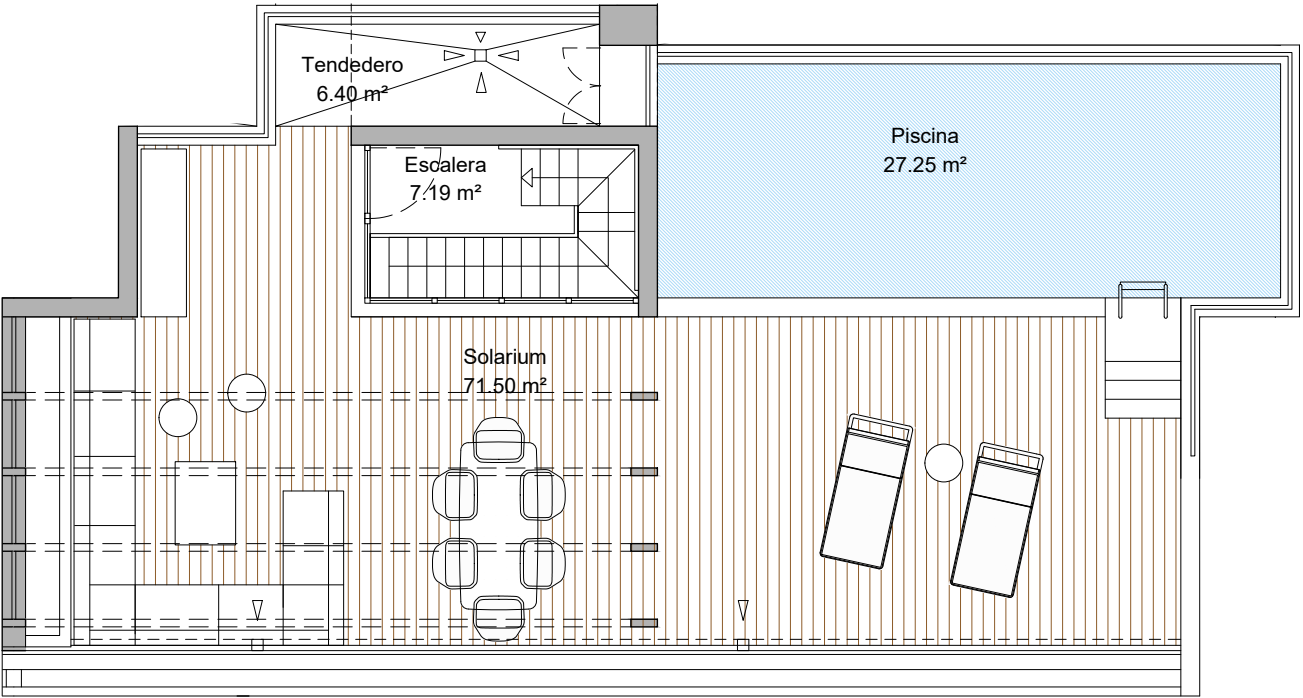 Tendedero
6.40 m²
Piscina
27.25 m²
Escalera
7.19 m²
Solarium
71.50 m²